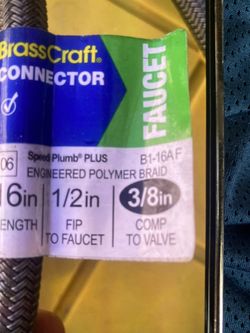 BrassCraft®
CONNECTOR
FAUCET
06
Speedi Plumb® PLUS
B1-16A F
ENGINEERED POLYMER BRAID
6in
1/2in
3/8in
LENGTH
FIP
COMP
TO FAUCET
TO VALVE